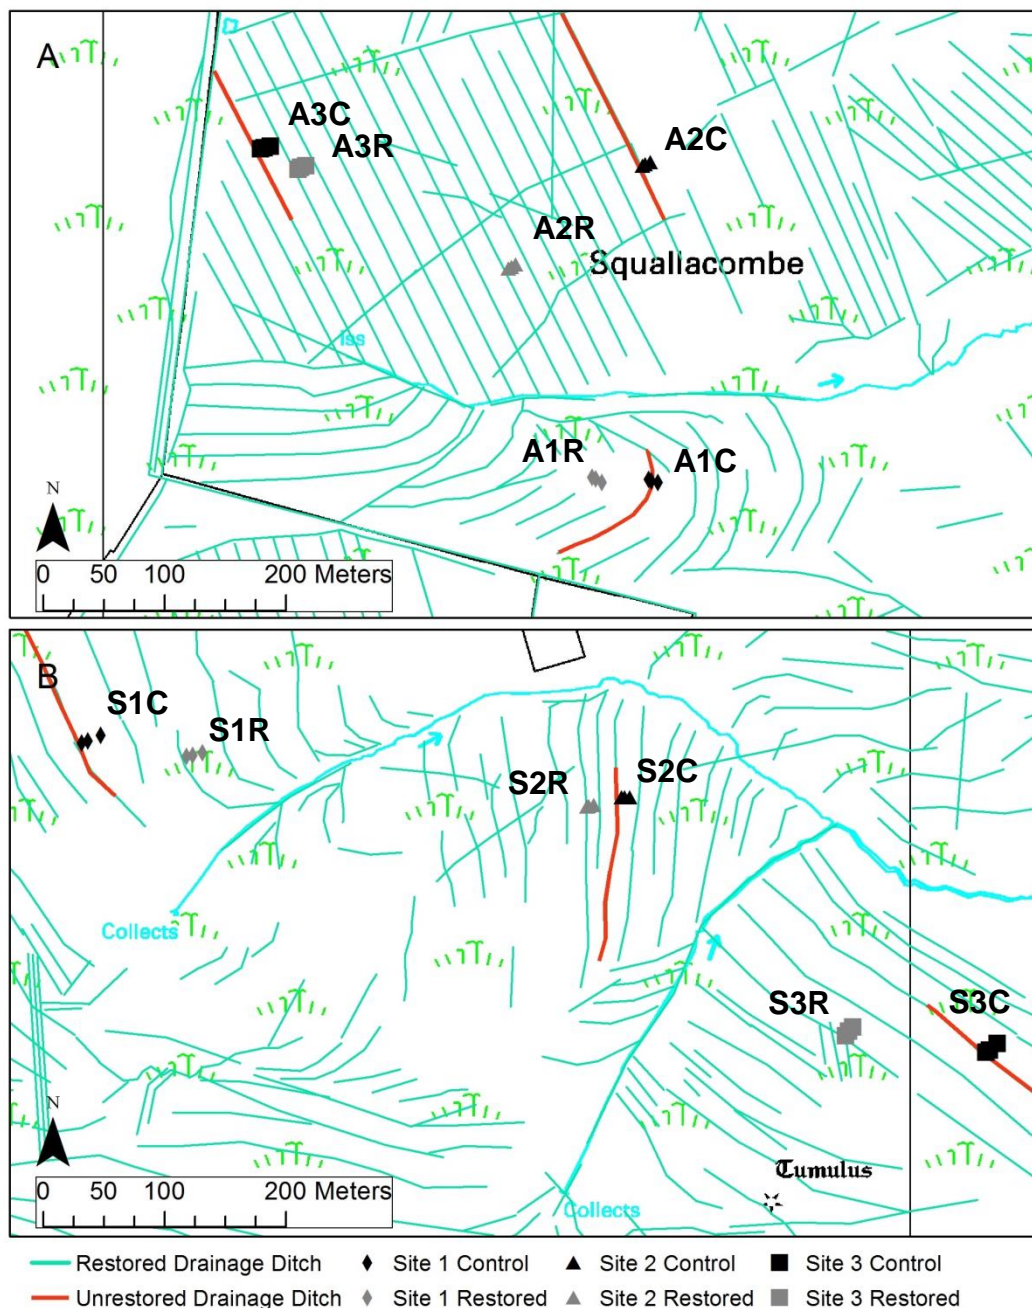 A
A3C
A3R
A2C
A2R
Squallacombe
Iss
A1R
A1C
N
0 50 100 200 Meters
B
S1C
S1R
S2R
S2C
Collects
S3R
S3C
N
Tumulus
0 50 100 200 Meters
Collects
Restored Drainage Ditch Site 1 Control Site 2 Control Site 3 Control
Unrestored Drainage Ditch Site 1 Restored Site 2 Restored Site 3 Restored